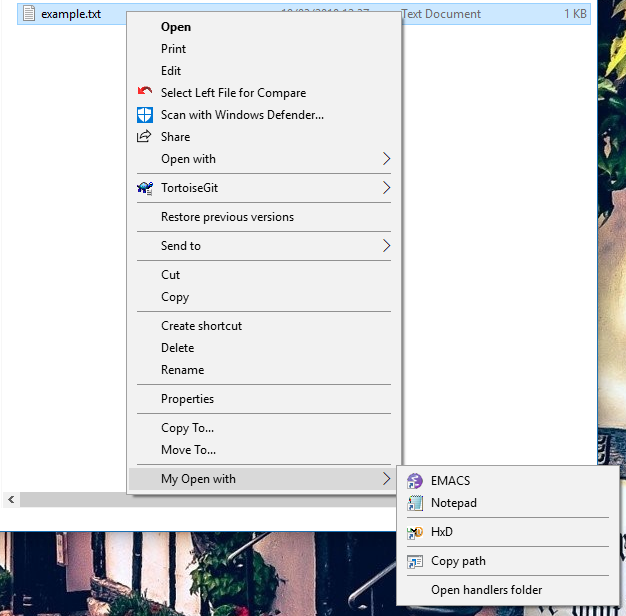 example.txt Text Document 1 KB
Open
Print
Edit
Select Left File for Compare
Scan with Windows Defender...
Share
Open with
TortoiseGit
Restore previous versions
Send to
Cut
Copy
Create shortcut
Delete
Rename
Properties
Copy To...
Move To...
My Open with
EMACS
Notepad
HxD
Copy path
Open handlers folder